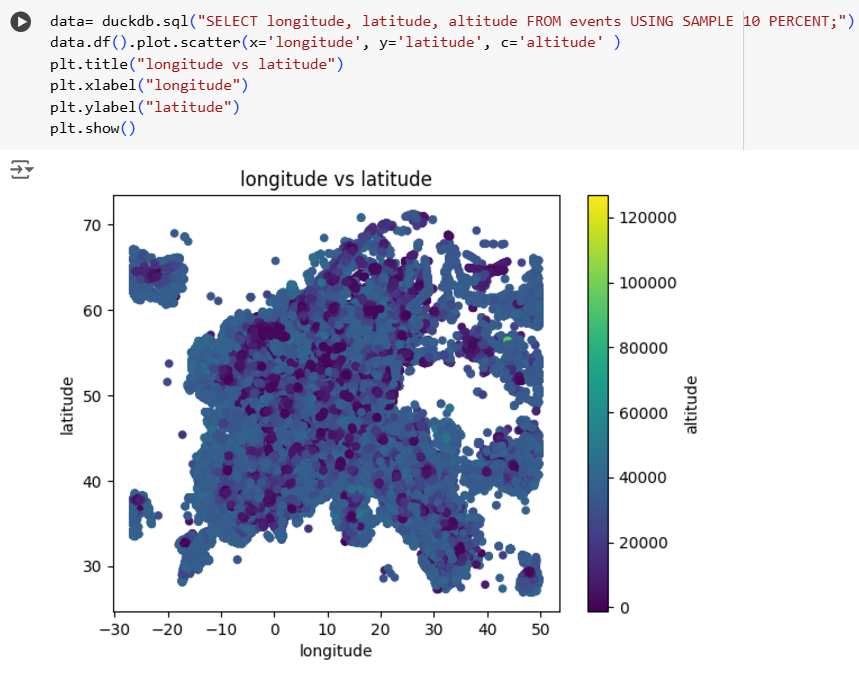 data= duckdb.sql("SELECT longitude, latitude, altitude FROM events USING SAMPLE 10 PERCENT;")
data.df().plot.scatter(x='longitude', y='latitude', c='altitude' )
plt.title("longitude vs latitude")
plt.xlabel("longitude")
plt.ylabel("latitude")
plt.show()
longitude vs latitude
70
60
50
40
30
latitude
−30 −20 −10 0 10 20 30 40 50
longitude
120000
100000
80000
60000
40000
20000
0
altitude